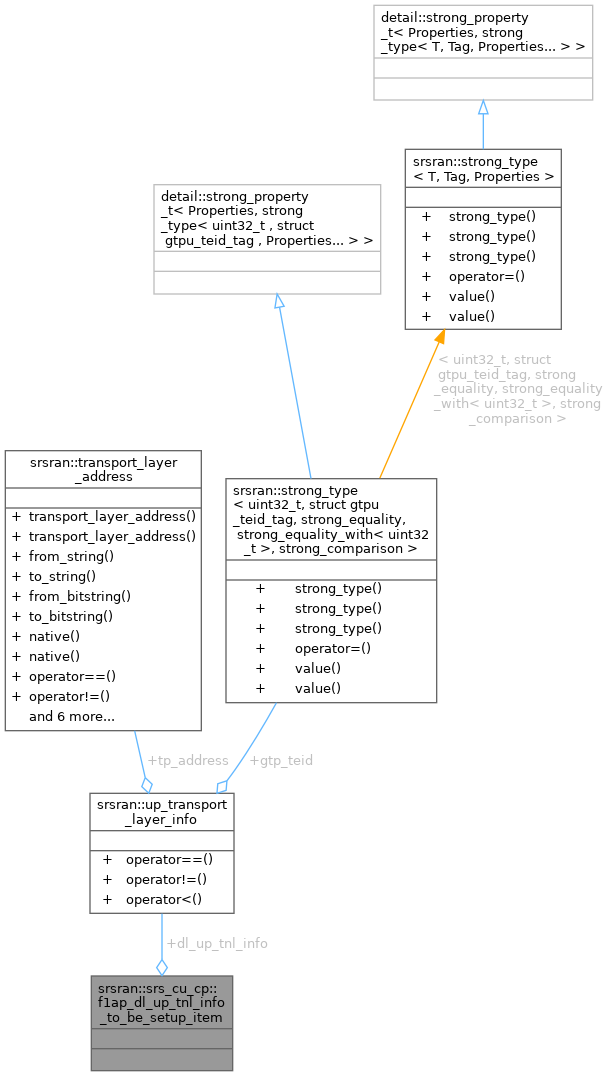 detail::strong_property
_t< Properties, strong
_type< T, Tag, Properties... > >
srsran::strong_type
< T, Tag, Properties >
+ strong_type()
+ strong_type()
+ strong_type()
+ operator=()
+ value()
+ value()
detail::strong_property
_t< Properties, strong
_type< uint32_t , struct
gtpu_teid_tag , Properties... > >
< uint32_t, struct
gtpu_teid_tag, strong
_equality, strong_equality
_with< uint32_t >, strong
_comparison >
srsran::transport_layer
_address
+ transport_layer_address()
+ transport_layer_address()
+ from_string()
+ to_string()
+ from_bitstring()
+ to_bitstring()
+ native()
+ native()
+ operator==()
+ operator!=()
and 6 more...
srsran::strong_type
< uint32_t, struct gtpu
_teid_tag, strong_equality,
strong_equality_with< uint32
_t >, strong_comparison >
+ strong_type()
+ strong_type()
+ strong_type()
+ operator=()
+ value()
+ value()
+tp_address
+gtp_teid
srsran::up_transport
_layer_info
+ operator==()
+ operator!=()
+ operator<()
+dl_up_tnl_info
srsran::srs_cu_cp::
f1ap_dl_up_tnl_info
_to_be_setup_item